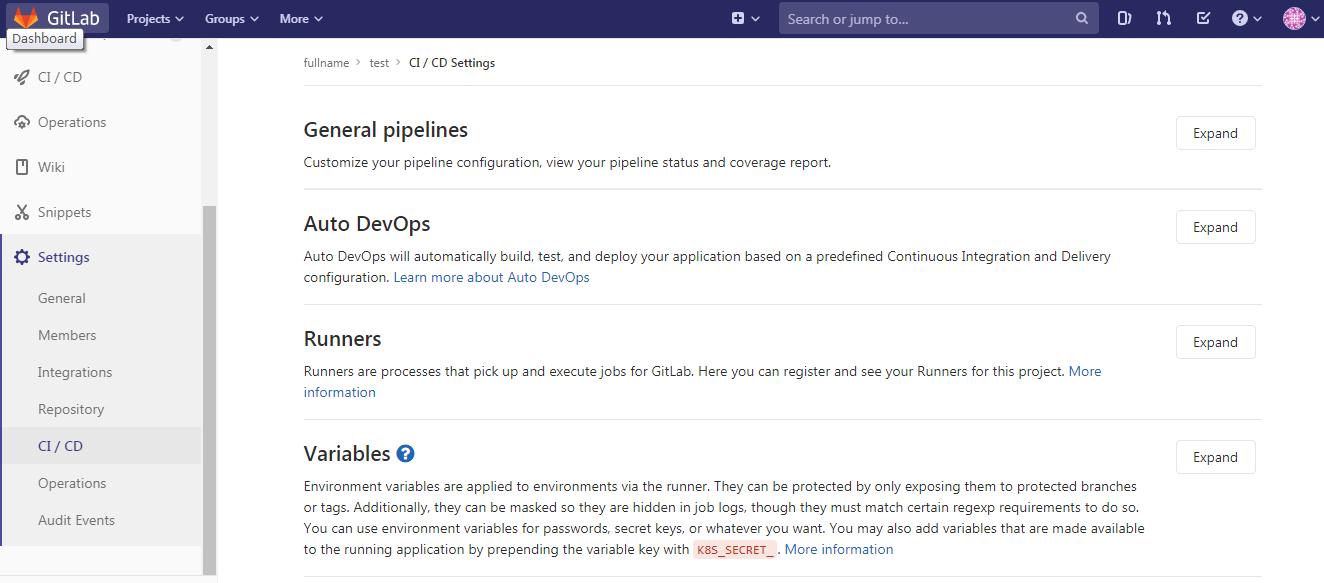 GitLab Projects Groups More Search or jump to...
Dashboard
CI / CD
Operations
Wiki
Snippets
Settings
General
Members
Integrations
Repository
CI / CD
Operations
Audit Events
fullname > test > CI / CD Settings
General pipelines
Expand
Customize your pipeline configuration, view your pipeline status and coverage report.
Auto DevOps
Expand
Auto DevOps will automatically build, test, and deploy your application based on a predefined Continuous Integration and Delivery
configuration. Learn more about Auto DevOps
Runners
Expand
Runners are processes that pick up and execute jobs for GitLab. Here you can register and see your Runners for this project. More
information
Variables ?
Expand
Environment variables are applied to environments via the runner. They can be protected by only exposing them to protected branches
or tags. Additionally, they can be masked so they are hidden in job logs, though they must match certain regexp requirements to do so.
You can use environment variables for passwords, secret keys, or whatever you want. You may also add variables that are made available
to the running application by prepending the variable key with K8S_SECRET_. More information